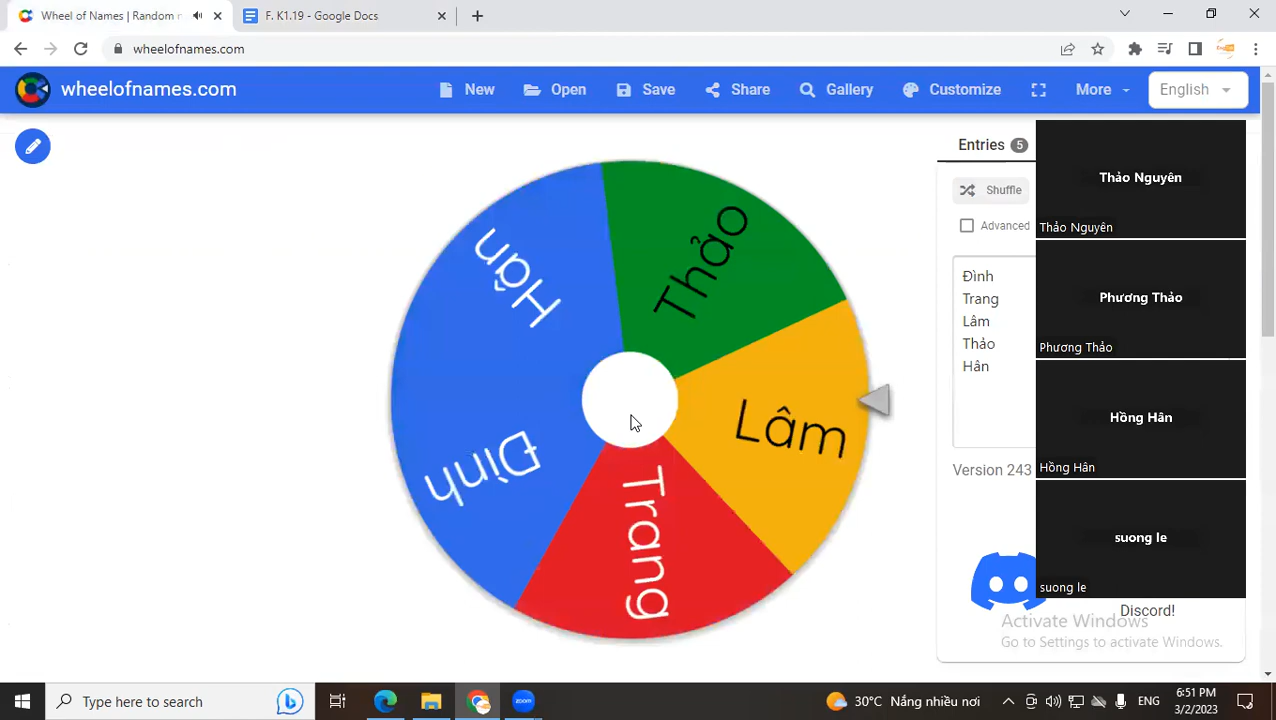 Wheel of Names | Random r
F. K1.19 - Google Docs
wheelofnames.com
wheelofnames.com
New
Open
Save
Share
Gallery
Customize
More
English
Entries 5
Shuffle
Advanced
Đình
Trang
Lâm
Thảo
Hân
Version 243
Thảo
Lâm
Trang
Đình
Hân
Thảo Nguyên
Thảo Nguyên
Phương Thảo
Phương Thảo
Hồng Hân
Hồng Hân
suong le
suong le
Discord!
Activate Windows
Go to Settings to activate Windows.
Type here to search
zoom
30°C Nắng nhiều nơi
ENG
6:51 PM
3/2/2023